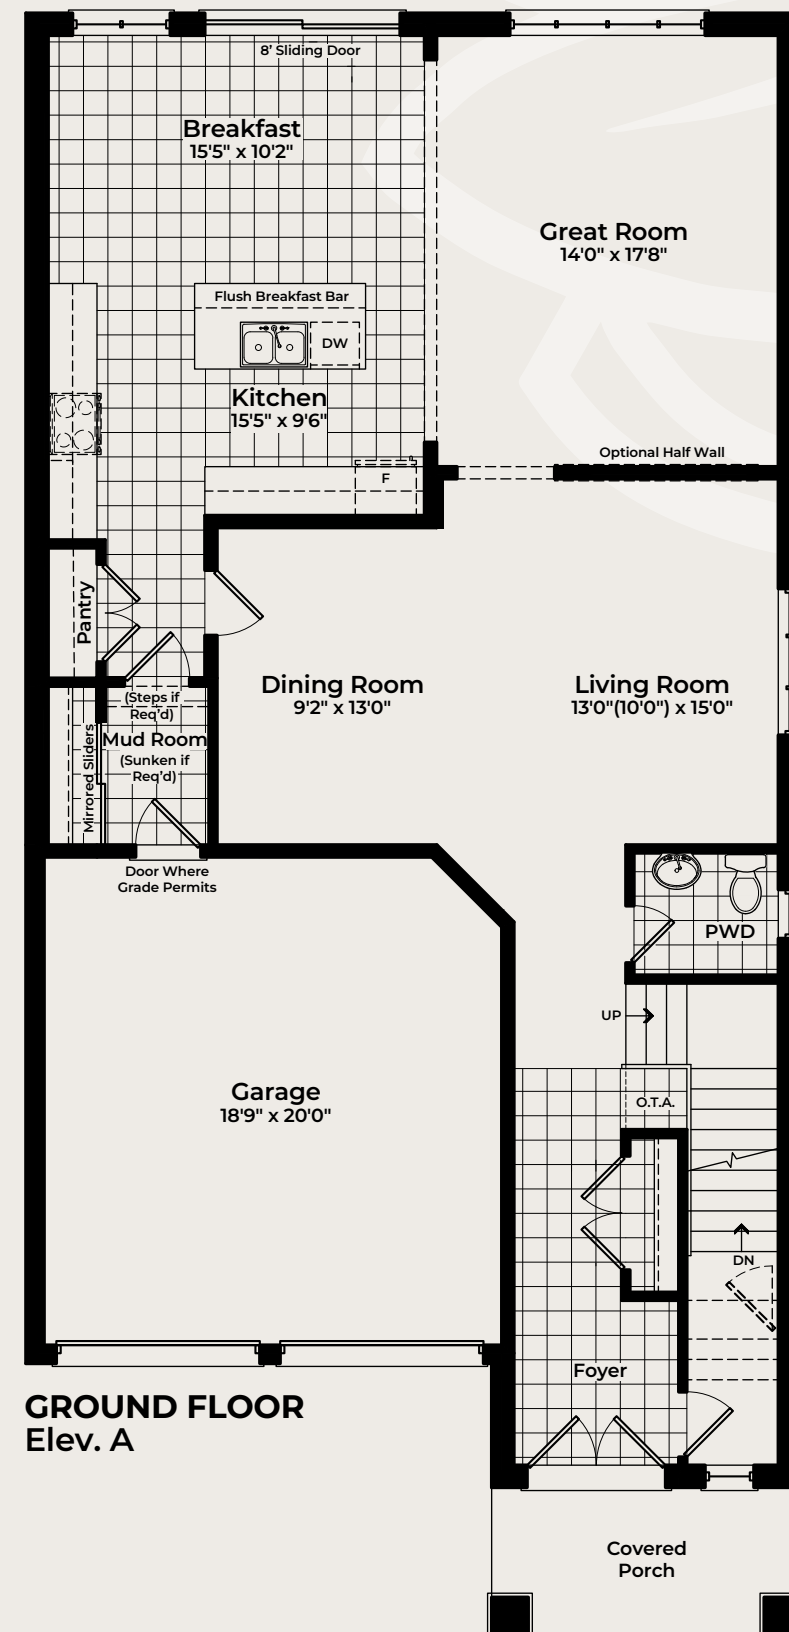 8' Sliding Door
Breakfast
15'5" x 10'2"
Great Room
14'0" x 17'8"
Flush Breakfast Bar
DW
Kitchen
15'5" x 9'6"
Optional Half Wall
F
Pantry
Dining Room
9'2" x 13'0"
Living Room
13'0"(10'0") x 15'0"
(Steps if
Req'd)
Mud Room
(Sunken if
Req'd)
Mirrored Sliders
Door Where
Grade Permits
PWD
UP
O.T.A.
Garage
18'9" x 20'0"
DN
Foyer
GROUND FLOOR
Elev. A
Covered
Porch